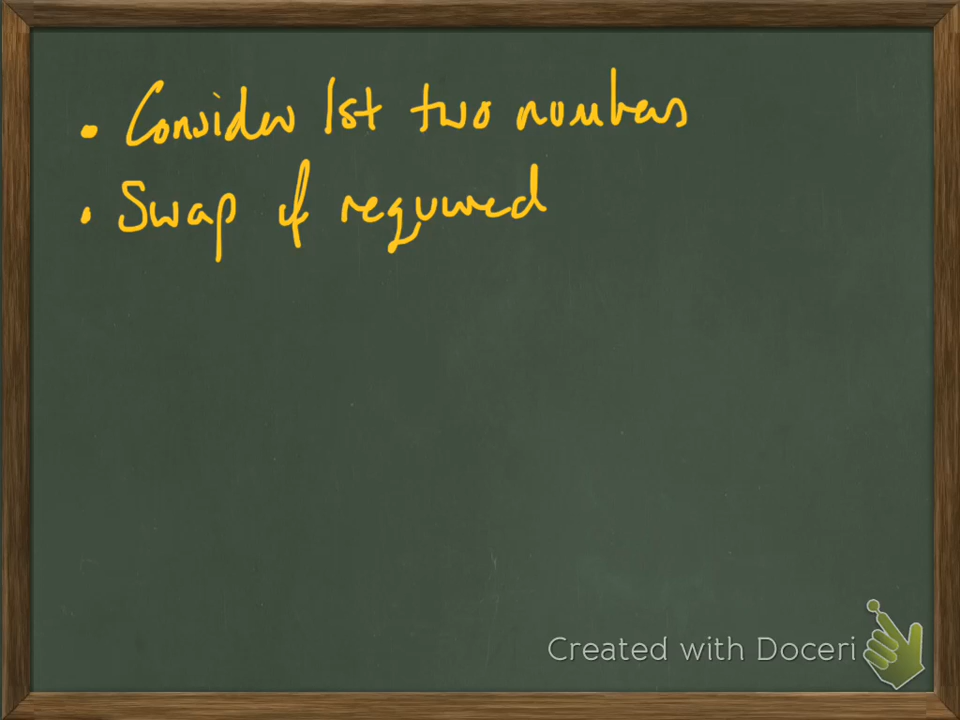 • Consider 1st two numbers
• Swap if required
Created with Doceri